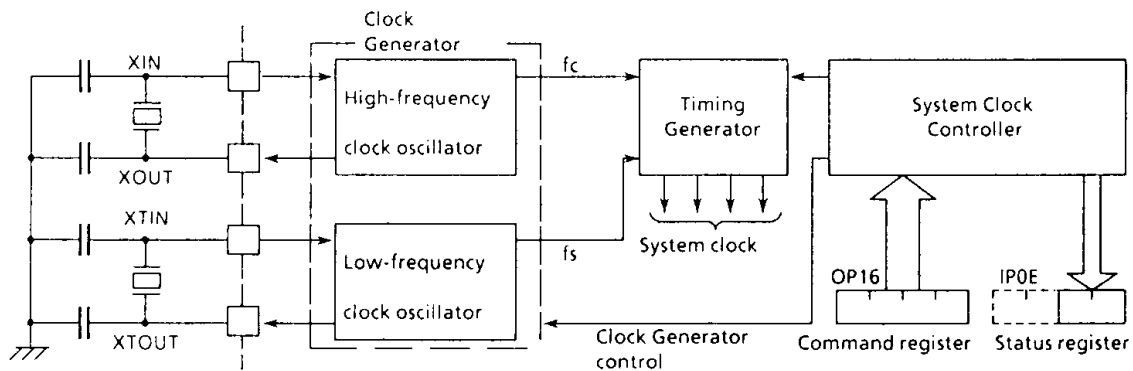 Clock
Generator
XIN
XOUT
XTIN
XTOUT
High-frequency
clock oscillator
Low-frequency
clock oscillator
fc
fs
Timing
Generator
System clock
System Clock
Controller
OP16
Command register
IP0E
Status register
Clock Generator
control